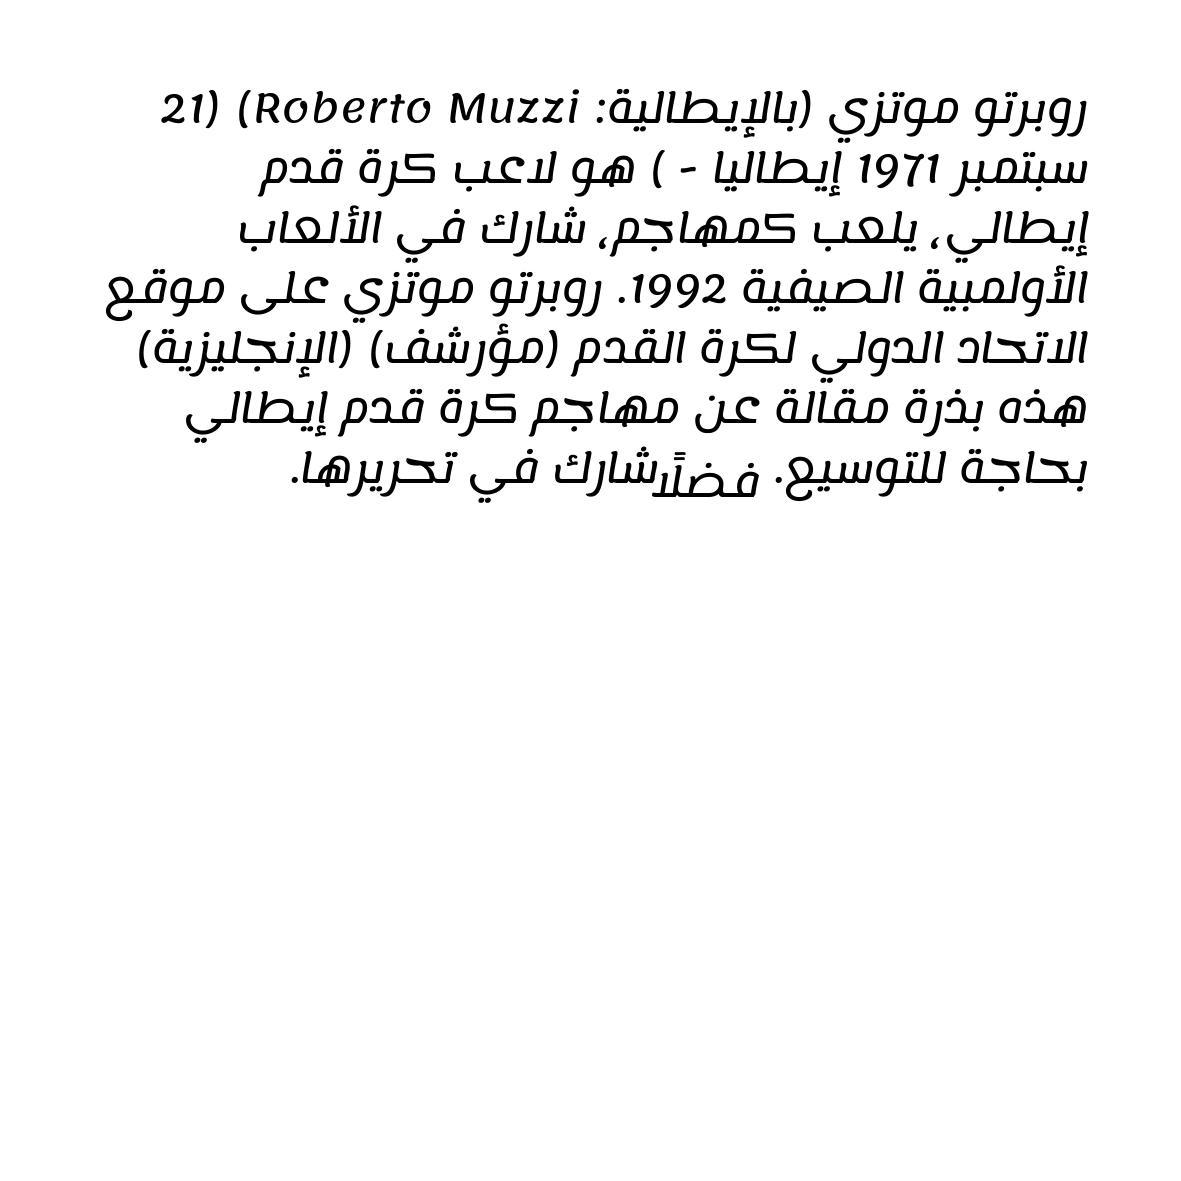 روبرتو موتزي (بالإيطالية: Roberto Muzzi) (21
سبتمبر 1971 إيطاليا - ) هو لاعب كرة قدم
إيطالي، يلعب كمهاجم، شارك في الألعاب
الأولمبية الصيفية 1992. روبرتو موتزي على موقع
الاتحاد الدولي لكرة القدم (مؤرشف) (الإنجليزية)
هذه بذرة مقالة عن مهاجم كرة قدم إيطالي
بحاجة للتوسيع. فضلًا شارك في تحريرها.